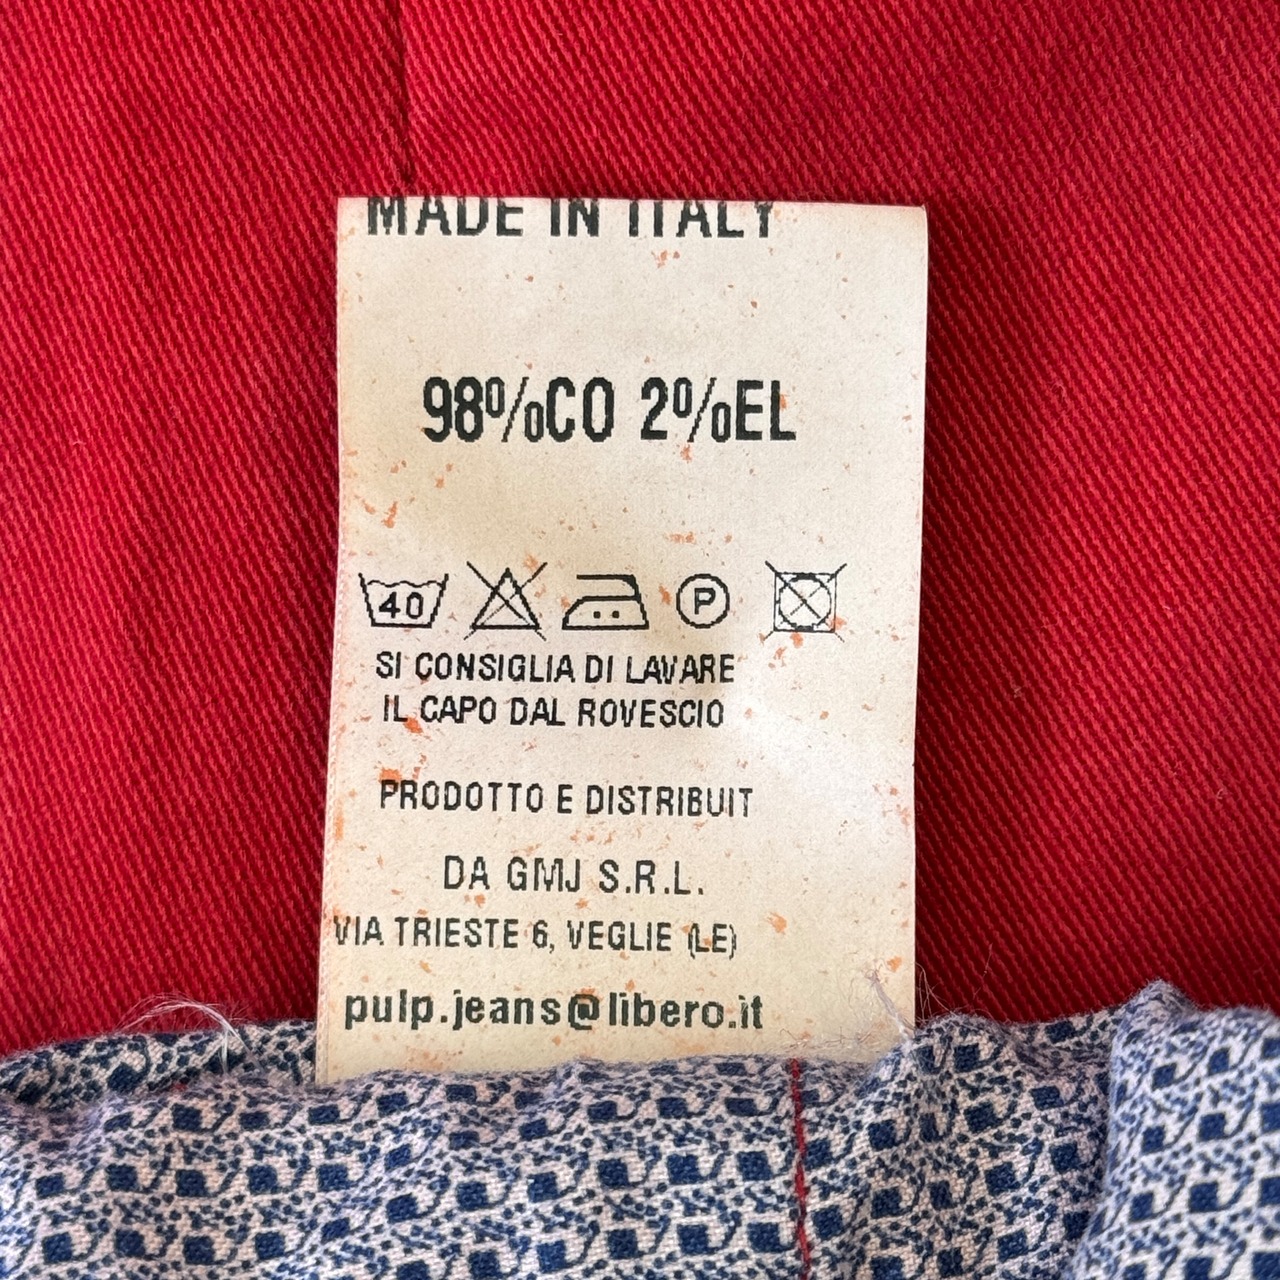 MADE IN ITALY
98%CO 2%EL
40 P
SI CONSIGLIA DI LAVARE
IL CAPO DAL ROVESCIO
PRODOTTO E DISTRIBUIT
DA GMJ S.R.L.
VIA TRIESTE 6, VEGLIE (LE)
pulp.jeans@libero.it